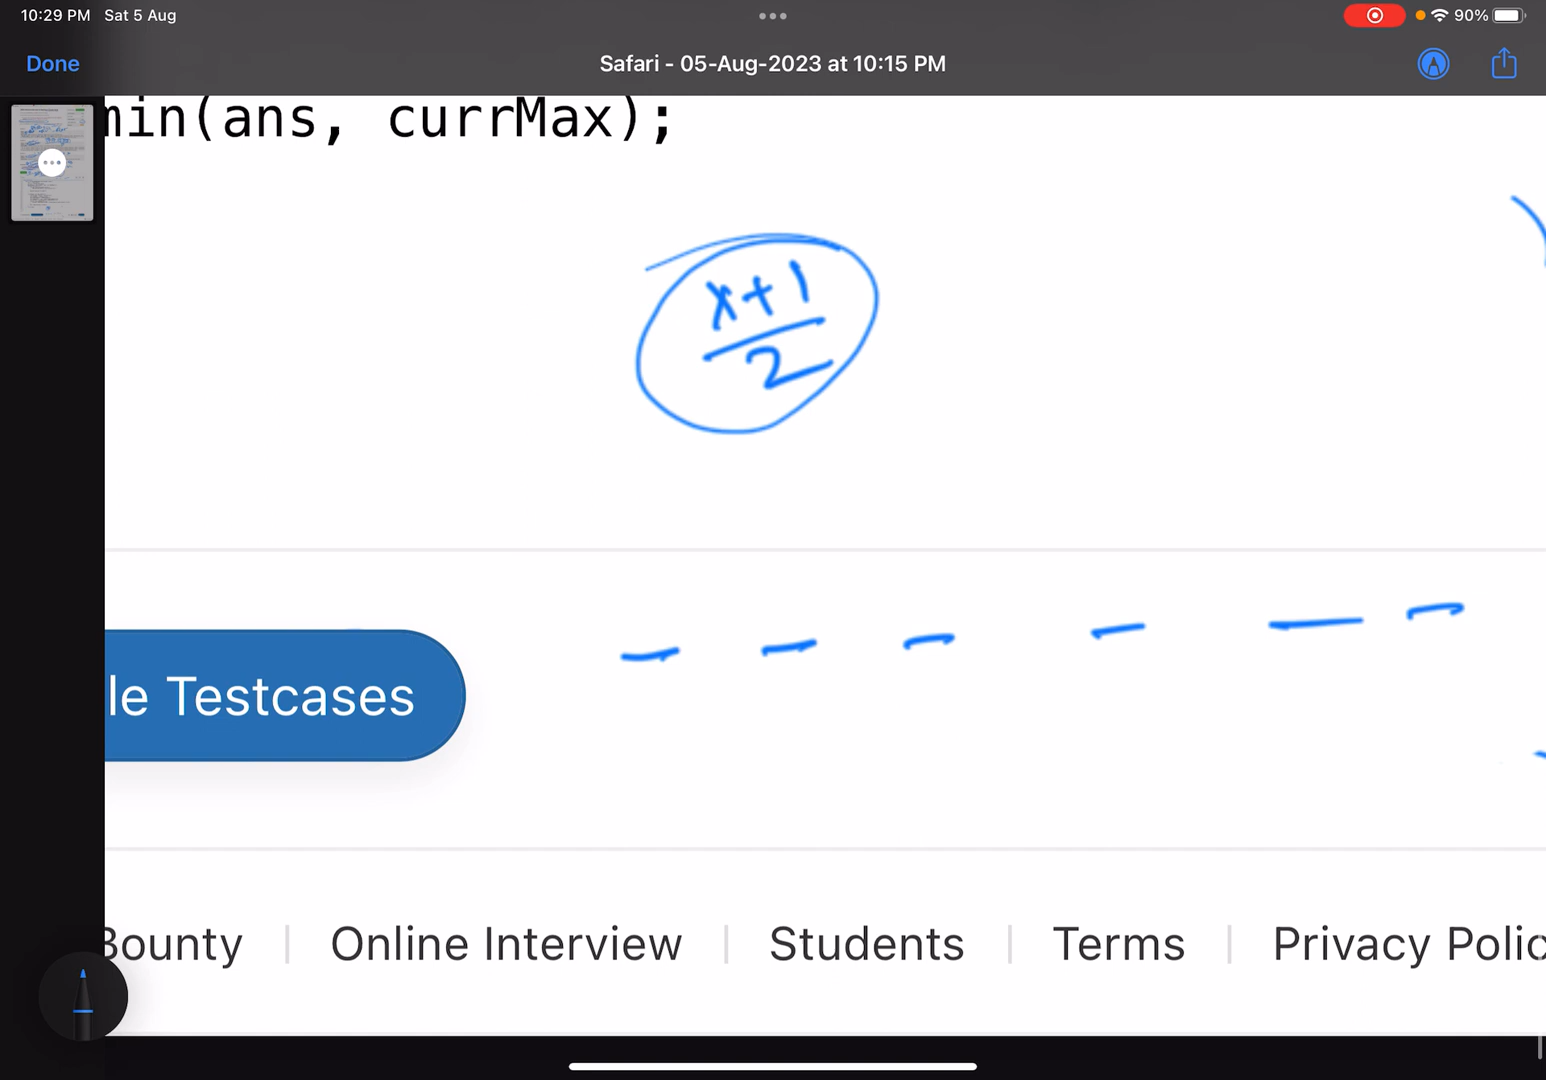 10:29 PM Sat 5 Aug
90%
Done
Safari - 05-Aug-2023 at 10:15 PM
min(ans, currMax);
x+1
2
le Testcases
Bounty | Online Interview | Students | Terms | Privacy Polic